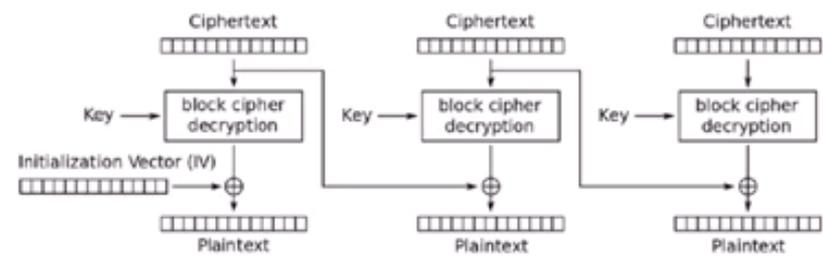 Ciphertext Ciphertext Ciphertext
Key block cipher decryption Key block cipher decryption Key block cipher decryption
Initialization Vector (IV)
Plaintext Plaintext Plaintext